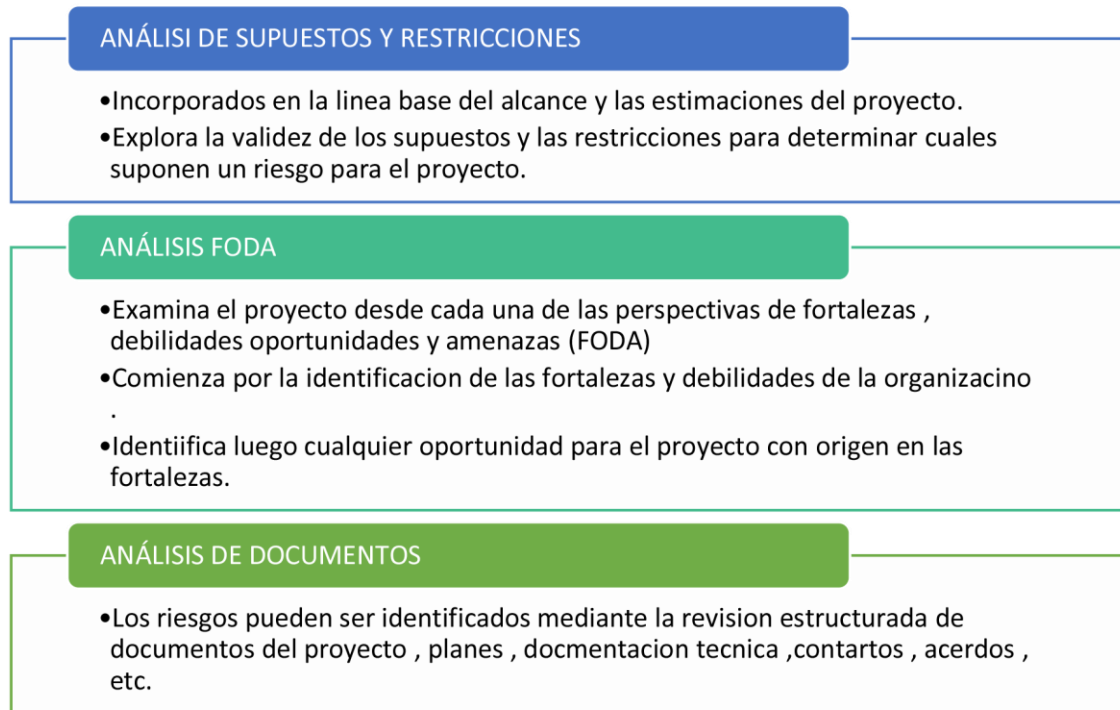 ANÁLISI DE SUPUESTOS Y RESTRICCIONES
•Incorporados en la linea base del alcance y las estimaciones del proyecto.
•Explora la validez de los supuestos y las restricciones para determinar cuales
suponen un riesgo para el proyecto.
ANÁLISIS FODA
•Examina el proyecto desde cada una de las perspectivas de fortalezas ,
debilidades oportunidades y amenazas (FODA)
•Comienza por la identificacion de las fortalezas y debilidades de la organizacino
.
•Identiifica luego cualquier oportunidad para el proyecto con origen en las
fortalezas.
ANÁLISIS DE DOCUMENTOS
•Los riesgos pueden ser identificados mediante la revision estructurada de
documentos del proyecto , planes , docmentacion tecnica ,contartos , acerdos ,
etc.